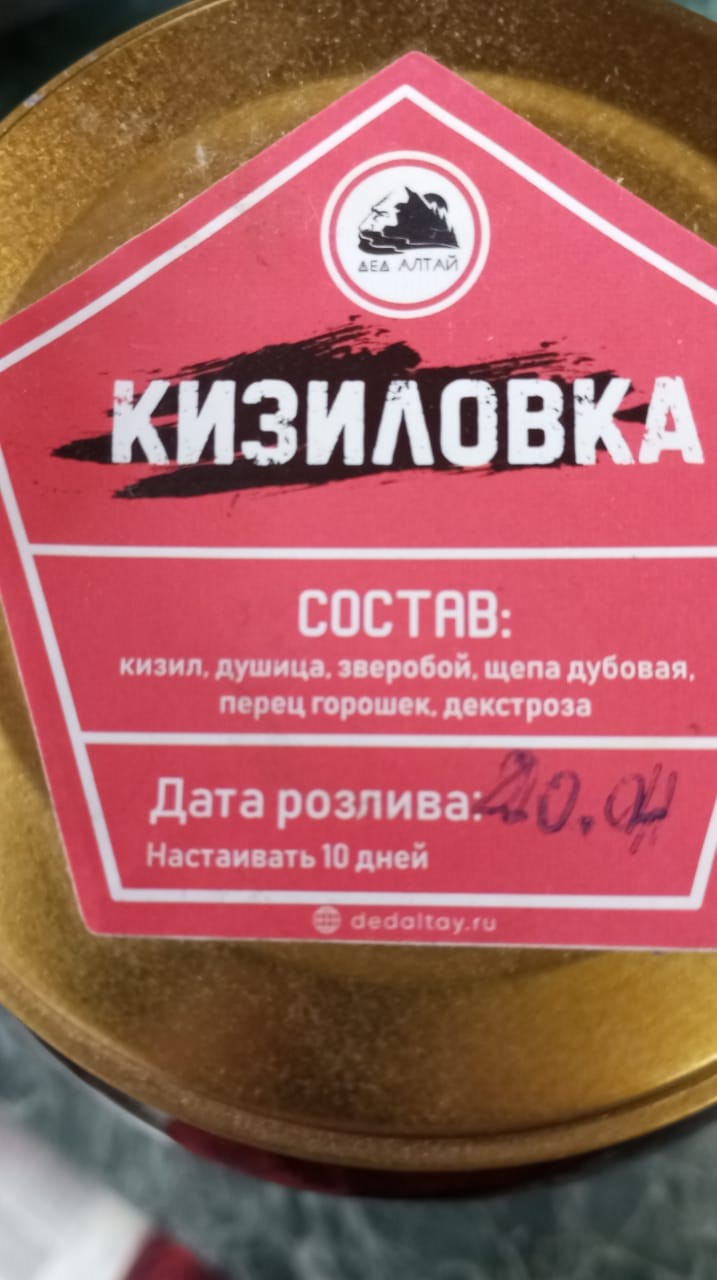 ДЕД АЛТАЙ
КИЗИЛОВКА
СОСТАВ:
кизил, душица, зверобой, щепа дубовая,
перец горошек, декстроза
Дата розлива: 20.04
Настаивать 10 дней
dedaltay.ru